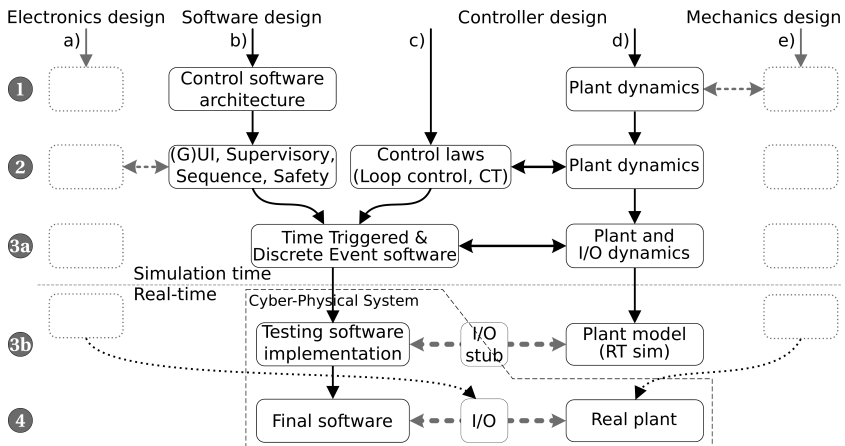 Electronics design
Software design
Controller design
Mechanics design
a)
b)
c)
d)
e)
1
Control software
architecture
Plant dynamics
2
(G)UI, Supervisory,
Sequence, Safety
Control laws
(Loop control, CT)
Plant dynamics
3a
Time Triggered &
Discrete Event software
Plant and
I/O dynamics
Simulation time
Real-time
Cyber-Physical System
3b
Testing software
implementation
I/O
stub
Plant model
(RT sim)
4
Final software
I/O
Real plant